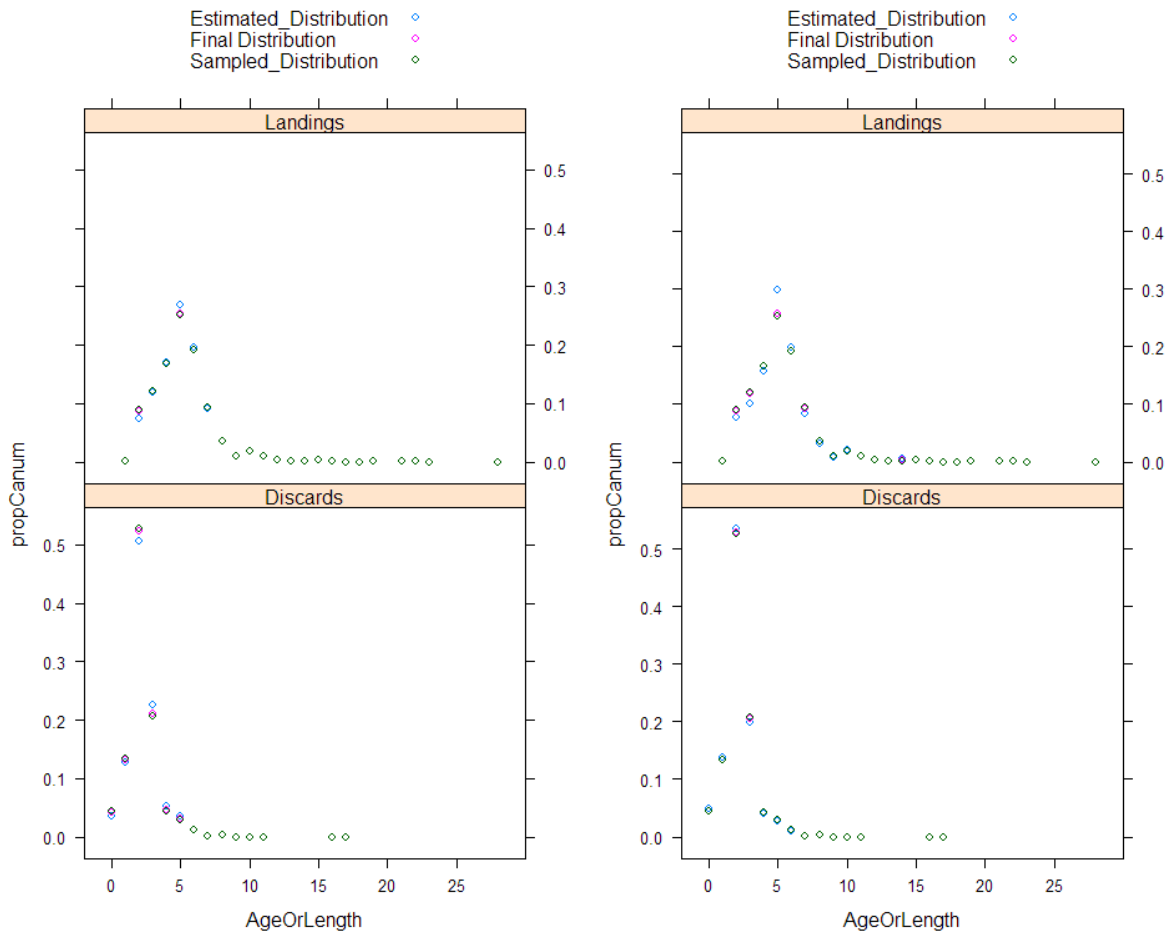 Estimated_Distribution
Final Distribution
Sampled_Distribution
Landings
0.5
0.4
0.3
0.2
0.1
0.0
Discards
0.5
0.4
0.3
0.2
0.1
0.0
propCanum
0 5 10 15 20 25
AgeOrLength
Estimated_Distribution
Final Distribution
Sampled_Distribution
Landings
0.5
0.4
0.3
0.2
0.1
0.0
Discards
0.5
0.4
0.3
0.2
0.1
0.0
propCanum
0 5 10 15 20 25
AgeOrLength